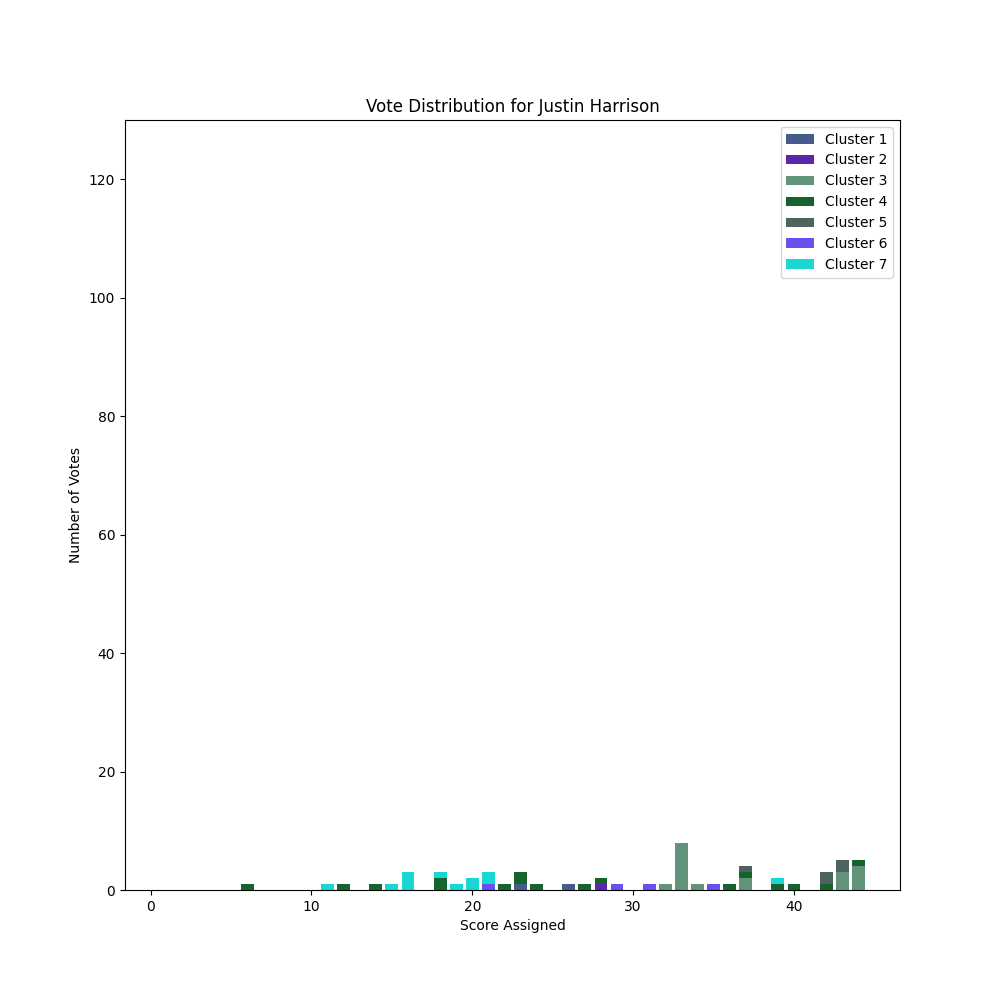 Vote Distribution for Justin Harrison
Cluster 1
Cluster 2
Cluster 3
Cluster 4
Cluster 5
Cluster 6
Cluster 7
120
100
80
60
40
20
0
Number of Votes
0 10 20 30 40
Score Assigned